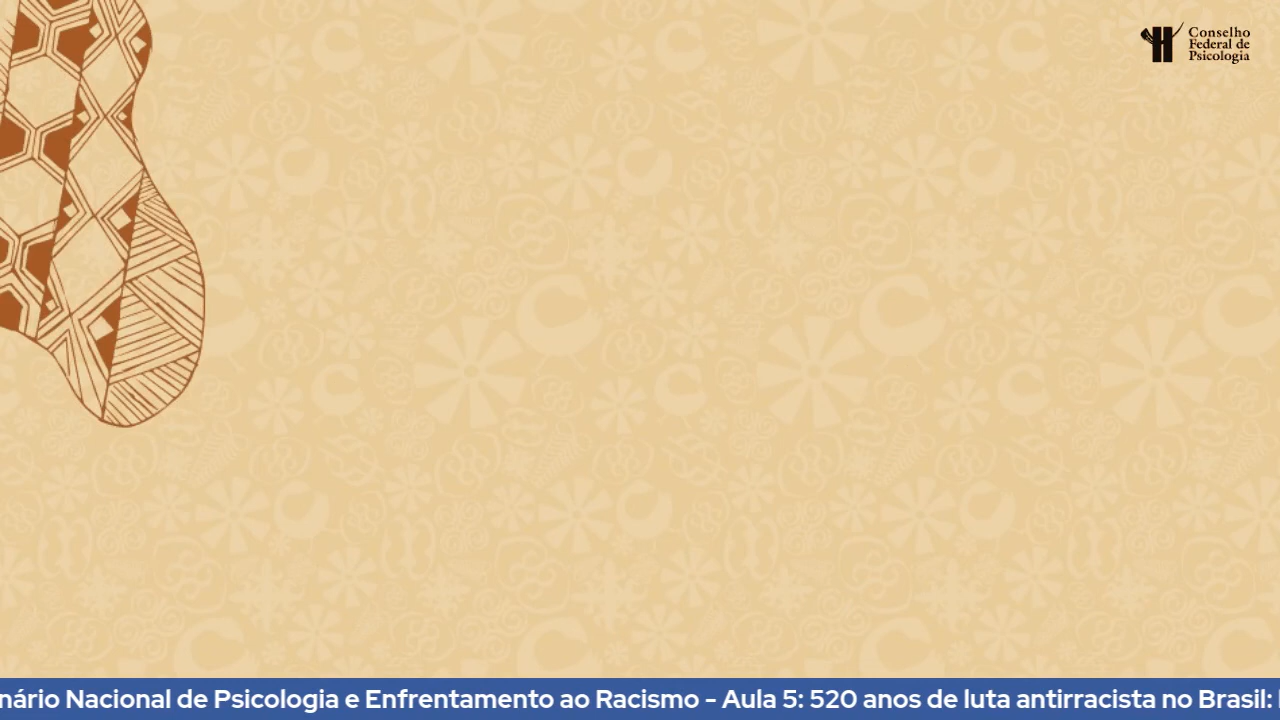 Conselho
Federal de
Psicologia
nário Nacional de Psicologia e Enfrentamento ao Racismo - Aula 5: 520 anos de luta antirracista no Brasil: